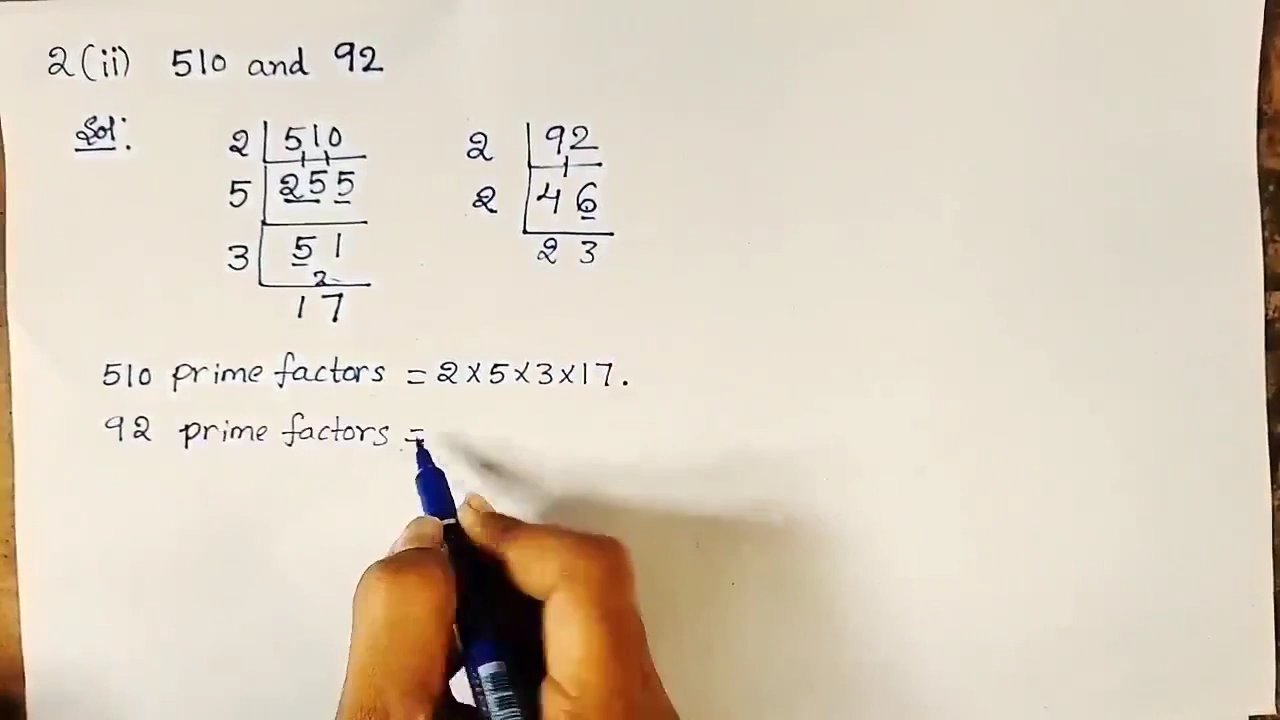 2(ii) 510 and 92
Sol:
2 510
5 255
3 51
2
17
2 92
2 46
23
510 prime factors = 2×5×3×17.
92 prime factors =